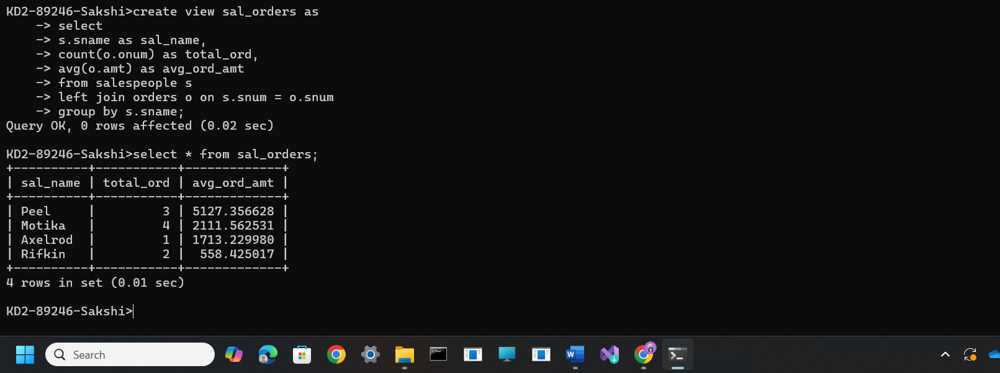 KD2-89246-Sakshi>create view sal_orders as
    -> select
    -> s.sname as sal_name,
    -> count(o.onum) as total_ord,
    -> avg(o.amt) as avg_ord_amt
    -> from salespeople s
    -> left join orders o on s.snum = o.snum
    -> group by s.sname;
Query OK, 0 rows affected (0.02 sec)

KD2-89246-Sakshi>select * from sal_orders;
+----------+-----------+-------------+
| sal_name | total_ord | avg_ord_amt |
+----------+-----------+-------------+
| Peel     |         3 | 5127.356628 |
| Motika   |         4 | 2111.562531 |
| Axelrod  |         1 | 1713.229980 |
| Rifkin   |         2 |  558.425017 |
+----------+-----------+-------------+
4 rows in set (0.01 sec)

KD2-89246-Sakshi>
Search